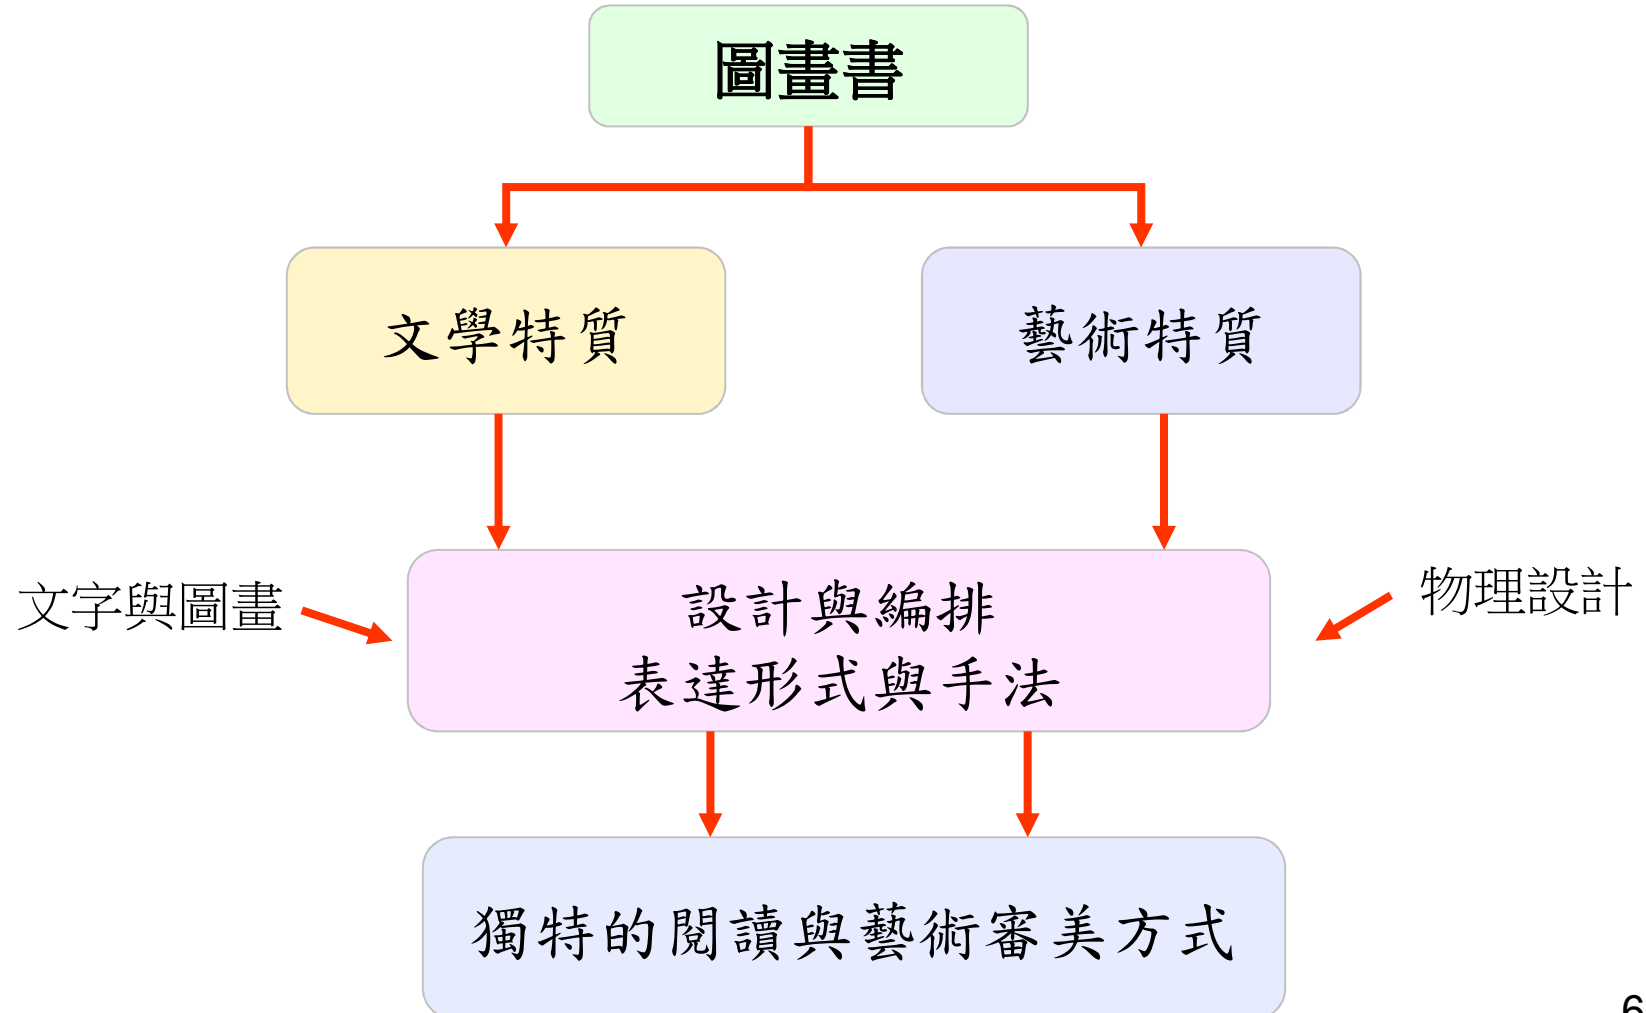 圖畫書
文學特質
藝術特質
文字與圖畫
設計與編排
表達形式與手法
物理設計
獨特的閱讀與藝術審美方式
6